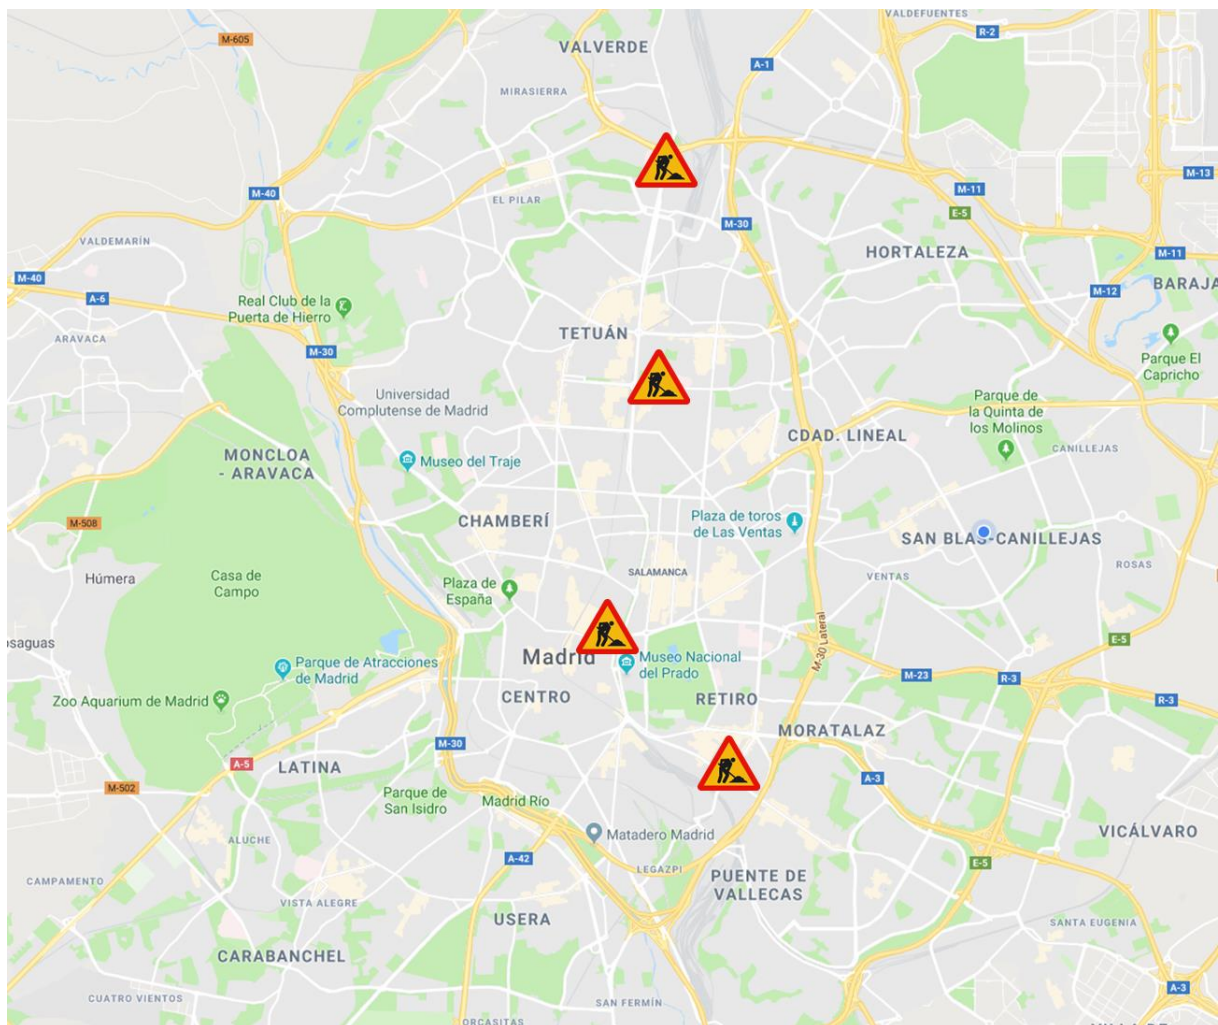 VALDEFUENTES
M-605
R-2
VALVERDE
A-1
MIRASIERRA
M-13
M-40
EL PILAR
M-11
E-5
M-30
VALDEMARÍN
HORTALEZA
M-11
M-40
BARAJA
M-12
A-6
Real Club de la
Puerta de Hierro
TETUÁN
ARAVACA
M-30
Parque El
Capricho
Universidad
Complutense de Madrid
Parque de
la Quinta de
los Molinos
CDAD. LINEAL
CANILLEJAS
MONCLOA
- ARAVACA
Museo del Traje
M-508
CHAMBERÍ
Plaza de toros
de Las Ventas
SAN BLAS-CANILLEJAS
ROSAS
Húmera
Casa de
Campo
Plaza de
España
SALAMANCA
VENTAS
M-30 Lateral
E-5
osaguas
Madrid
Museo Nacional
del Prado
Parque de Atracciones
de Madrid
Zoo Aquarium de Madrid
CENTRO
RETIRO
M-23
R-3
R-3
MORATALAZ
M-30
A-5
LATINA
A-3
M-502
Parque de
San Isidro
Madrid Río
Matadero Madrid
VICÁLVARO
ALUCHE
A-42
LEGAZPI
E-5
PUENTE DE
VALLECAS
CAMPAMENTO
VISTA ALEGRE
USERA
SANTA EUGENIA
CARABANCHEL
CUATRO VIENTOS
SAN FERMÍN
A-3
ORCASITAS